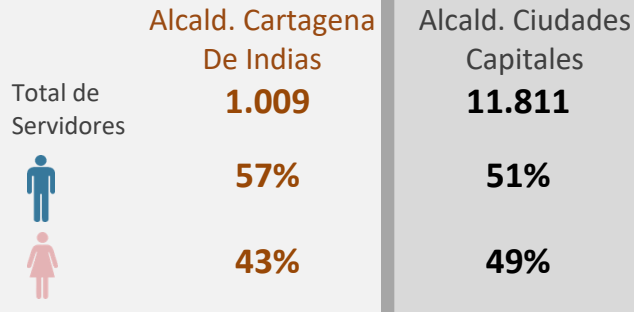 Alcald. Cartagena
De Indias
Alcald. Ciudades
Capitales
Total de
Servidores
1.009
11.811
57%
51%
43%
49%